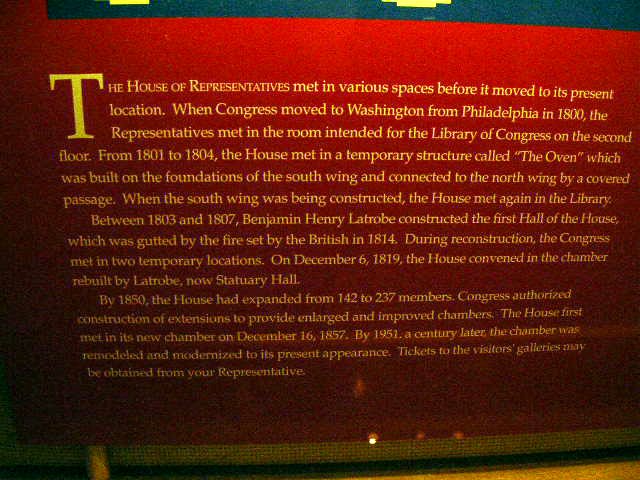 THE HOUSE OF REPRESENTATIVES met in various spaces before it moved to its present
location. When Congress moved to Washington from Philadelphia in 1800, the
Representatives met in the room intended for the Library of Congress on the second
floor. From 1801 to 1804, the House met in a temporary structure called "The Oven" which
was built on the foundations of the south wing and connected to the north wing by a covered
passage. When the south wing was being constructed, the House met again in the Library.
Between 1803 and 1807, Benjamin Henry Latrobe constructed the first Hall of the House,
which was gutted by the fire set by the British in 1814. During reconstruction, the Congress
met in two temporary locations. On December 6, 1819, the House convened in the chamber
rebuilt by Latrobe, now Statuary Hall.
By 1850, the House had expanded from 142 to 237 members. Congress authorized
construction of extensions to provide enlarged and improved chambers. The House first
met in its new chamber on December 16, 1857. By 1951, a century later, the chamber was
remodeled and modernized to its present appearance. Tickets to the visitors' galleries may
be obtained from your Representative.